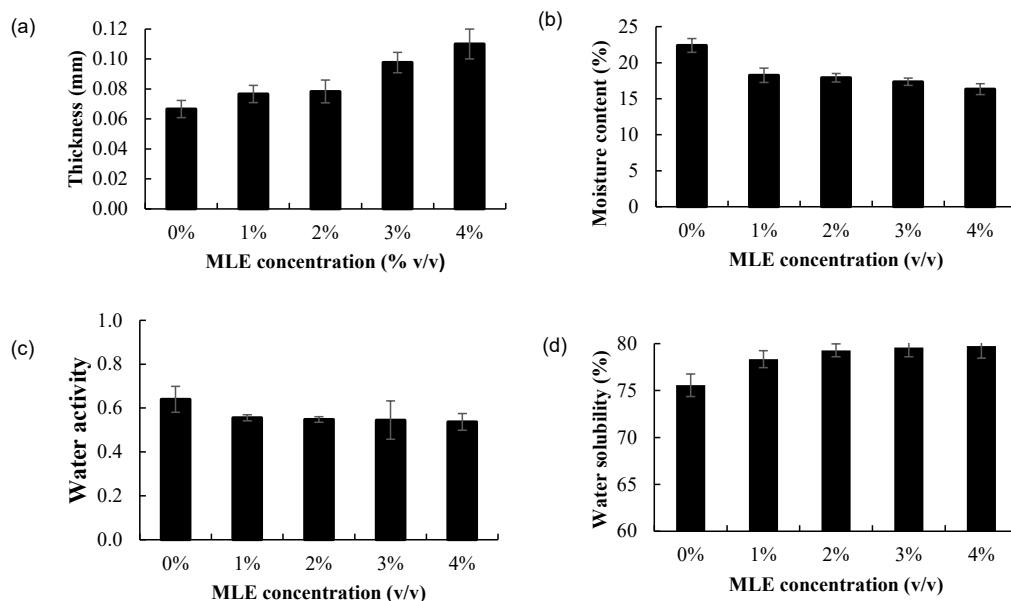 (a)
Thickness (mm)
0.12
0.10
0.08
0.06
0.04
0.02
0.00
0% 1% 2% 3% 4%
MLE concentration (% v/v)
(b)
Moisture content (%)
25
20
15
10
5
0
0% 1% 2% 3% 4%
MLE concentration (v/v)
(c)
Water activity
1.0
0.8
0.6
0.4
0.2
0.0
0% 1% 2% 3% 4%
MLE concentration (v/v)
(d)
Water solubility (%)
80
75
70
65
60
0% 1% 2% 3% 4%
MLE concentration (v/v)